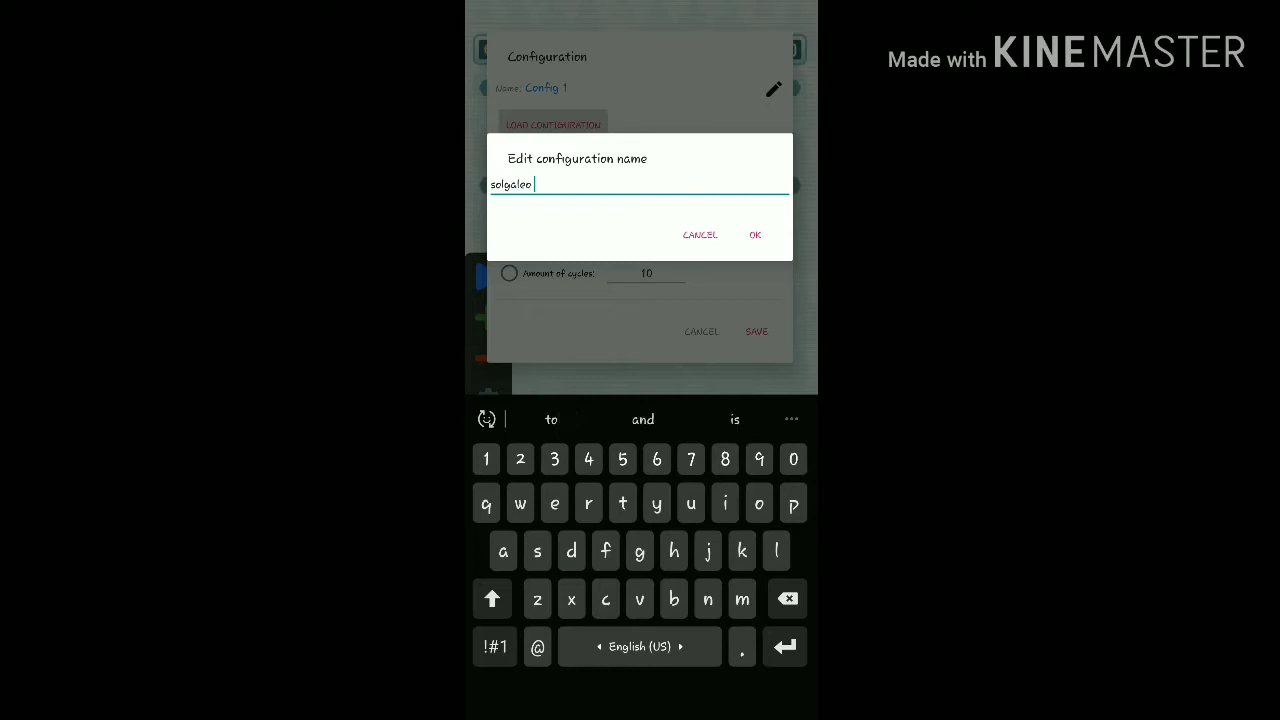 Made with KINEMASTER
Configuration
Name: Config 1
LOAD CONFIGURATION
Edit configuration name
solgaleo
CANCEL OK
Amount of cycles: 10
CANCEL SAVE
to and is ...
1 2 3 4 5 6 7 8 9 0
q w e r t y u i o p
a s d f g h j k l
z x c v b n m
!#1 @ English (US) .